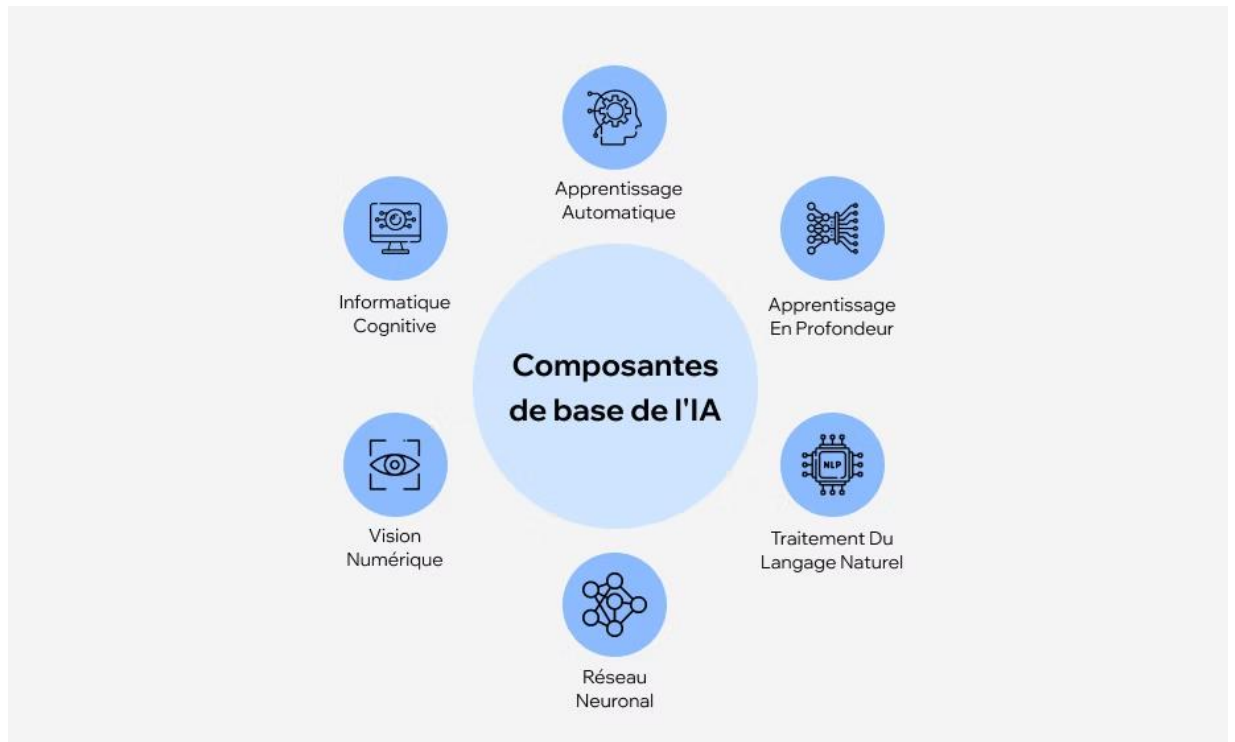 Apprentissage
Automatique
Informatique
Cognitive
Apprentissage
En Profondeur
Composantes
de base de l'IA
NLP
Vision
Numérique
Traitement Du
Langage Naturel
Réseau
Neuronal